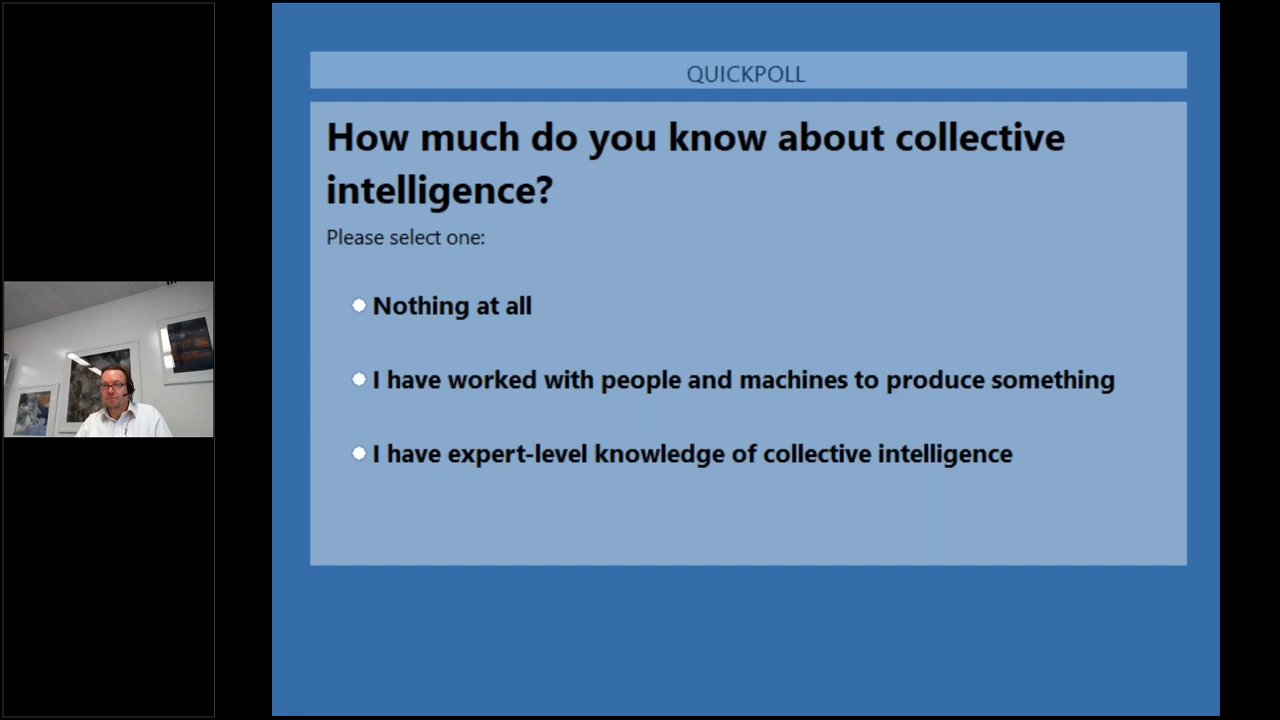 QUICKPOLL
How much do you know about collective
intelligence?
Please select one:
Nothing at all
I have worked with people and machines to produce something
I have expert-level knowledge of collective intelligence